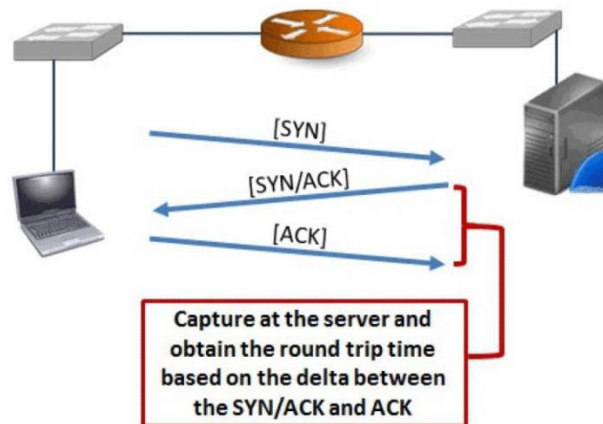 [SYN]
[SYN/ACK]
[ACK]
Capture at the server and
obtain the round trip time
based on the delta between
the SYN/ACK and ACK